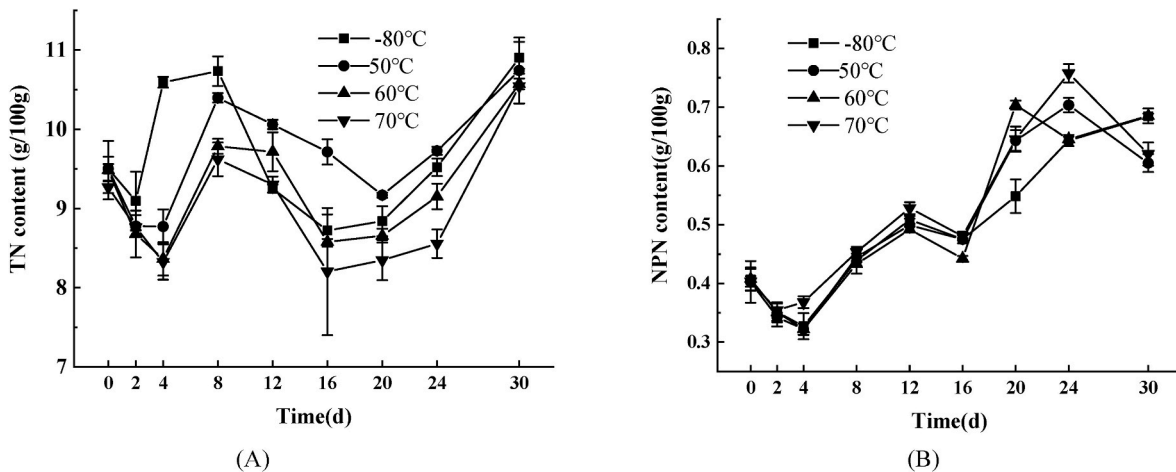 11
10
9
8
7
TN content (g/100g)
-80℃
50℃
60℃
70℃
0 2 4 8 12 16 20 24 30
Time(d)
(A)
0.8
0.7
0.6
0.5
0.4
0.3
NPN content(g/100g)
-80℃
50℃
60℃
70℃
0 2 4 8 12 16 20 24 30
Time(d)
(B)